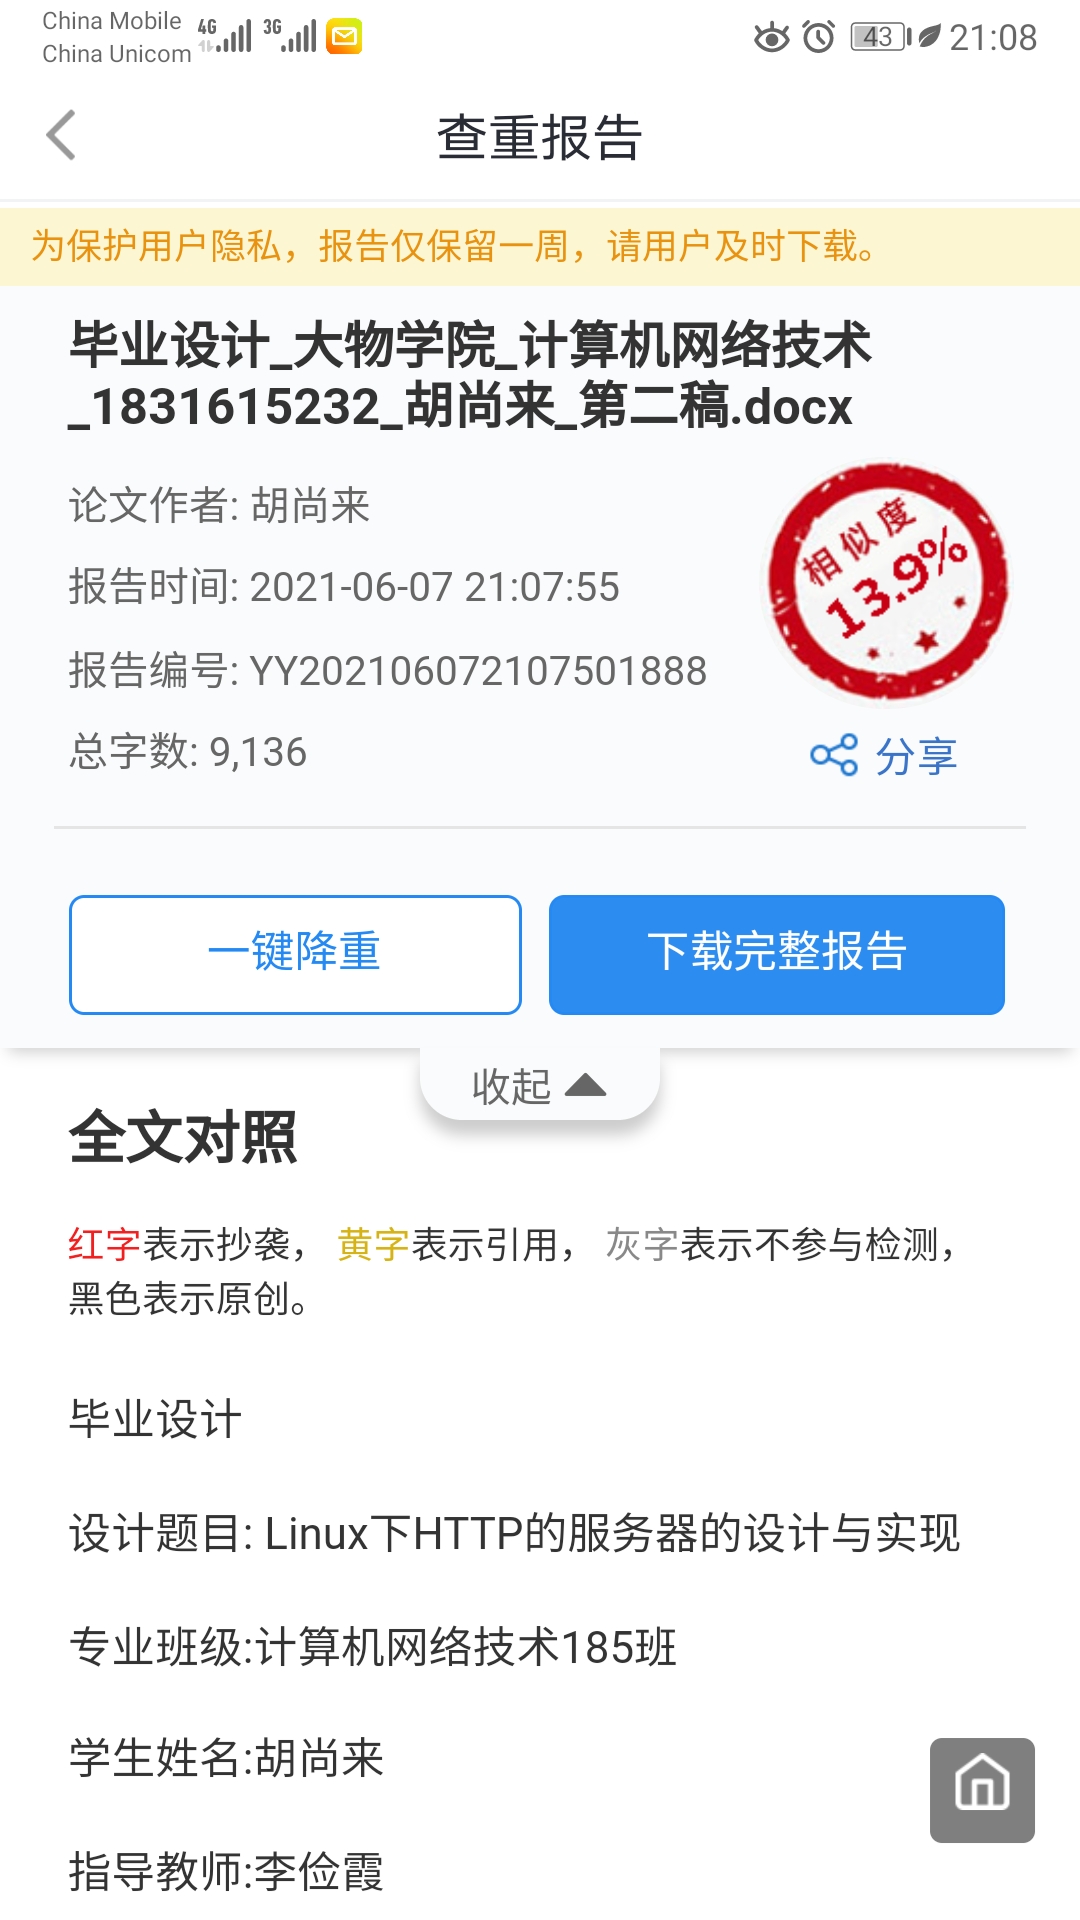 China Mobile 4G 3G
China Unicom
43 21:08
查重报告
为保护用户隐私，报告仅保留一周，请用户及时下载。
毕业设计_大物学院_计算机网络技术
_1831615232_胡尚来_第二稿.docx
论文作者: 胡尚来
报告时间: 2021-06-07 21:07:55
报告编号: YY202106072107501888
总字数: 9,136
相似度
13.9%
分享
一键降重
下载完整报告
收起
全文对照
红字表示抄袭， 黄字表示引用， 灰字表示不参与检测，
黑色表示原创。
毕业设计
设计题目: Linux下HTTP的服务器的设计与实现
专业班级:计算机网络技术185班
学生姓名:胡尚来
指导教师:李俭霞